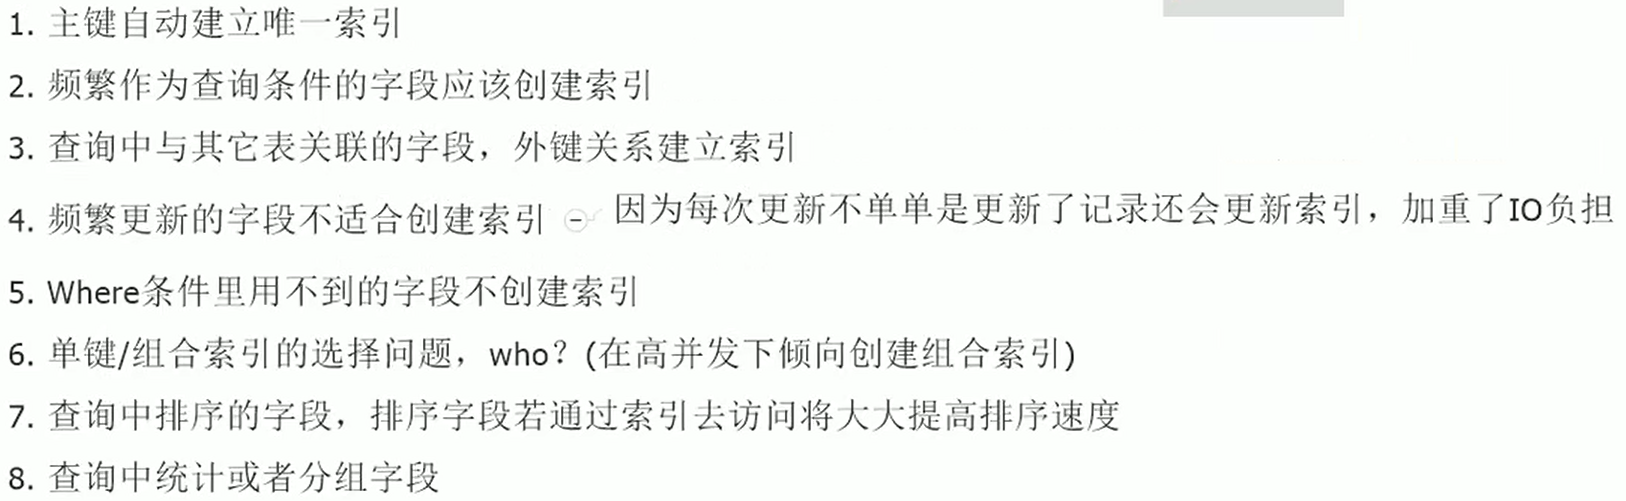 1. 主键自动建立唯一索引
2. 频繁作为查询条件的字段应该创建索引
3. 查询中与其它表关联的字段，外键关系建立索引
4. 频繁更新的字段不适合创建索引 因为每次更新不单单是更新了记录还会更新索引，加重了IO负担
5. Where条件里用不到的字段不创建索引
6. 单键/组合索引的选择问题，who？(在高并发下倾向创建组合索引)
7. 查询中排序的字段，排序字段若通过索引去访问将大大提高排序速度
8. 查询中统计或者分组字段